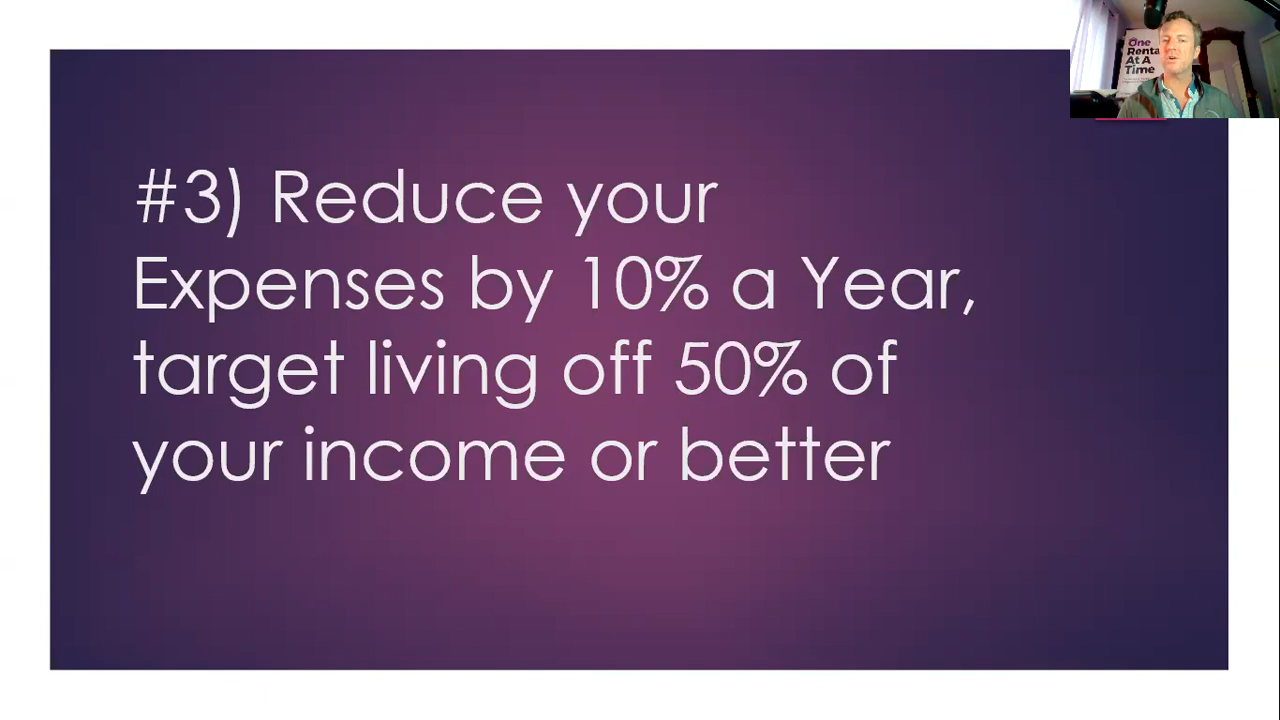 #3) Reduce your
Expenses by 10% a Year,
target living off 50% of
your income or better
One
Renta
At A
Time